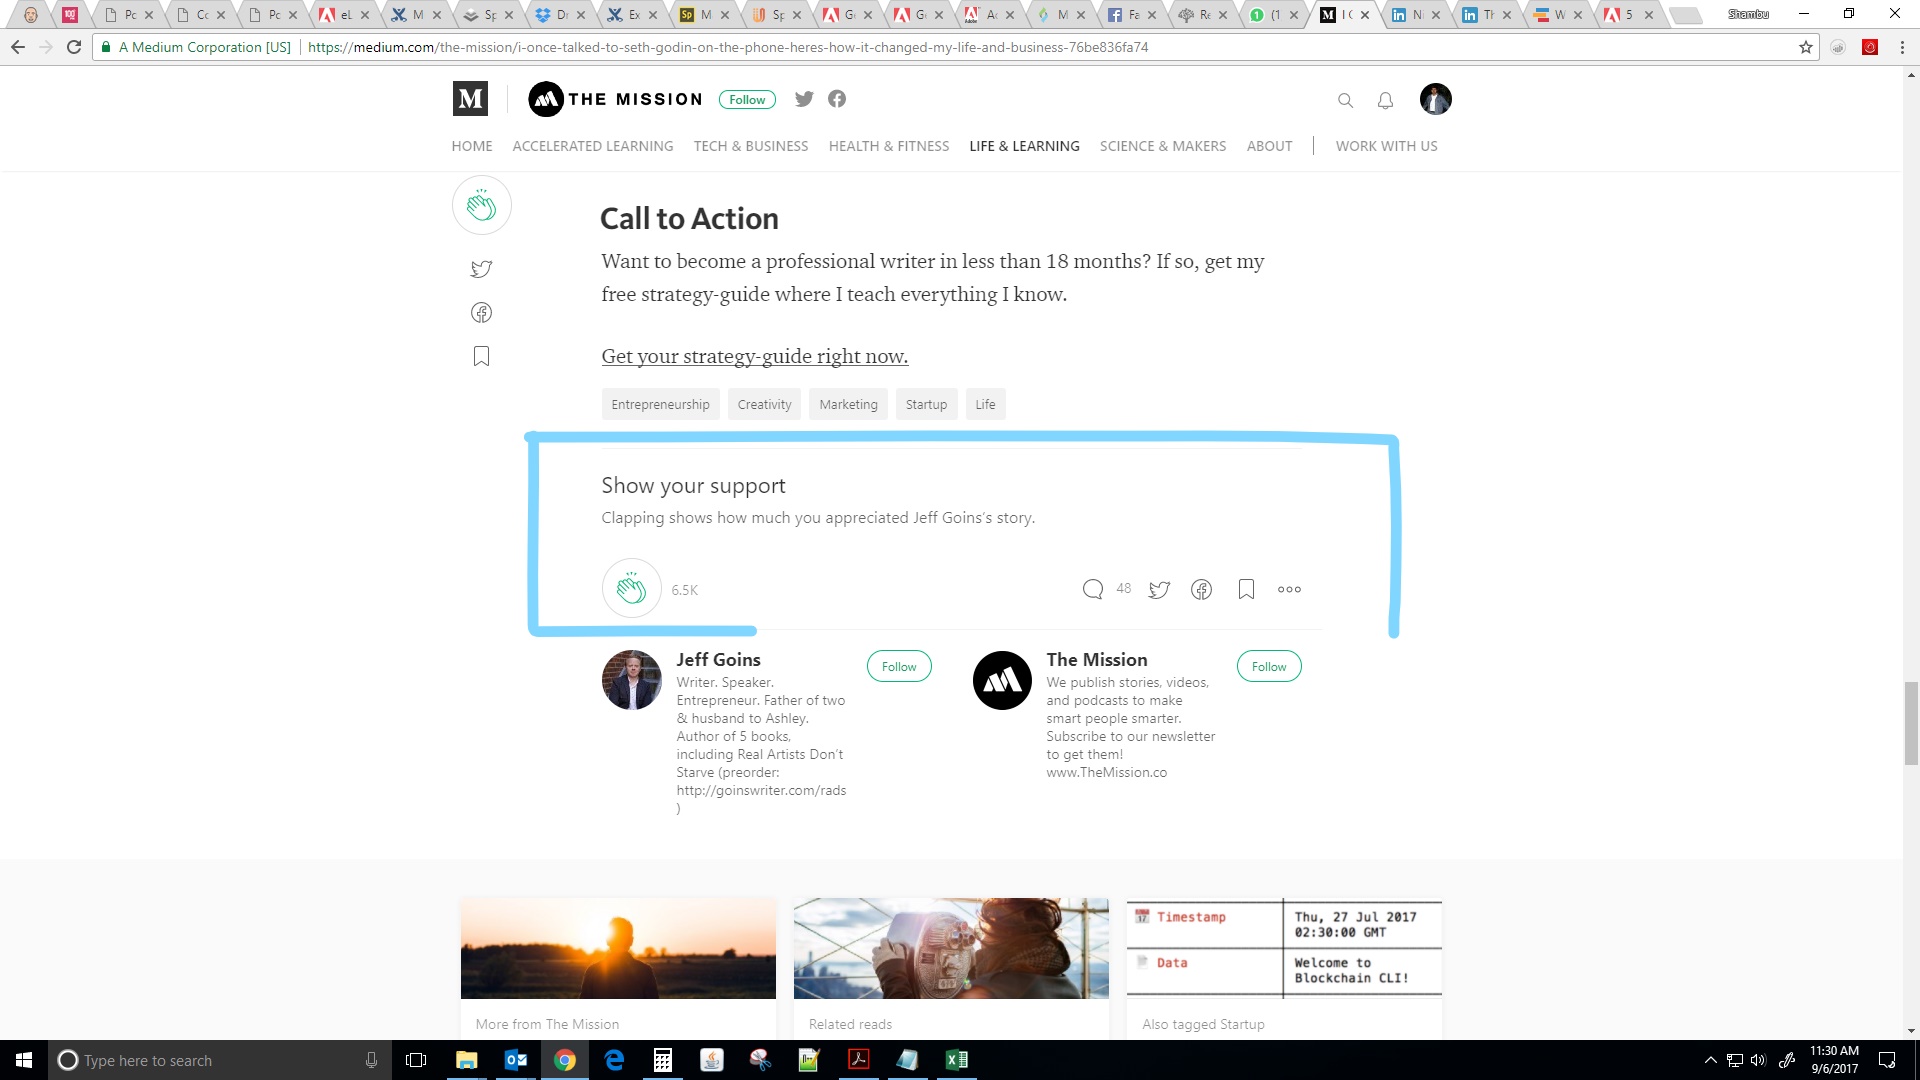 Pc
Cc
Pc
eL
M
Sp
Dr
Ex
M
Sp
Ge
Ge
Ac
M
Fa
Re
(1
I C
Ni
Th
W
5
Shambu
A Medium Corporation [US]
https://medium.com/the-mission/i-once-talked-to-seth-godin-on-the-phone-heres-how-it-changed-my-life-and-business-76be836fa74
M
THE MISSION
Follow
HOME ACCELERATED LEARNING TECH & BUSINESS HEALTH & FITNESS LIFE & LEARNING SCIENCE & MAKERS ABOUT WORK WITH US
Call to Action
Want to become a professional writer in less than 18 months? If so, get my
free strategy-guide where I teach everything I know.
Get your strategy-guide right now.
Entrepreneurship Creativity Marketing Startup Life
Show your support
Clapping shows how much you appreciated Jeff Goins's story.
6.5K
48
Jeff Goins
Follow
Writer. Speaker.
Entrepreneur. Father of two
& husband to Ashley.
Author of 5 books,
including Real Artists Don't
Starve (preorder:
http://goinswriter.com/rads
)
The Mission
Follow
We publish stories, videos,
and podcasts to make
smart people smarter.
Subscribe to our newsletter
to get them!
www.TheMission.co
Timestamp
Thu, 27 Jul 2017
02:30:00 GMT
Data
Welcome to
Blockchain CLI!
More from The Mission
Related reads
Also tagged Startup
Type here to search
11:30 AM
9/6/2017